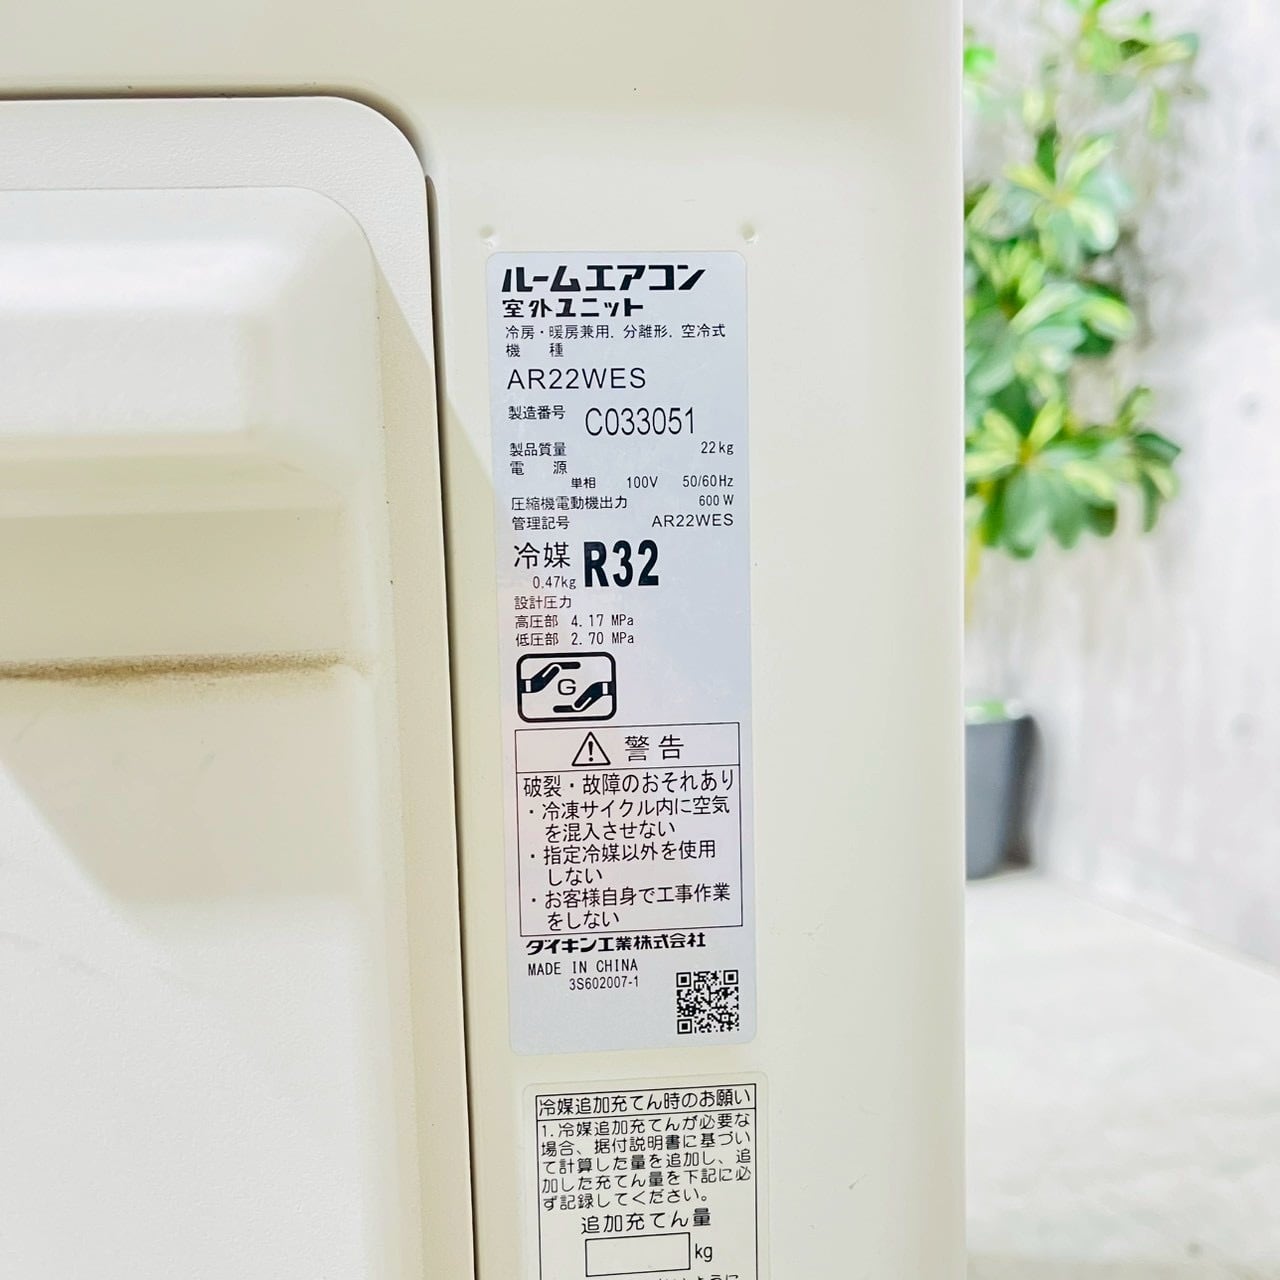 ルームエアコン
室外ユニット
冷房・暖房兼用, 分離形, 空冷式
機 種
AR22WES
製造番号 C033051
製品質量 22kg
電 源
単相 100V 50/60Hz
圧縮機電動機出力 600W
管理記号 AR22WES
冷媒 R32
0.47kg
設計圧力
高圧部 4.17 MPa
低圧部 2.70 MPa
G
警告
破裂・故障のおそれあり
・冷凍サイクル内に空気
を混入させない
・指定冷媒以外を使用
しない
・お客様自身で工事作業
をしない
ダイキン工業株式会社
MADE IN CHINA
3S602007-1
冷媒追加充てん時のお願い
1.冷媒追加充てんが必要な
場合、据付説明書に基づい
て計算した量を追加し、追
加した充てん量を下記に必
ず記録してください。
追加充てん量
kg